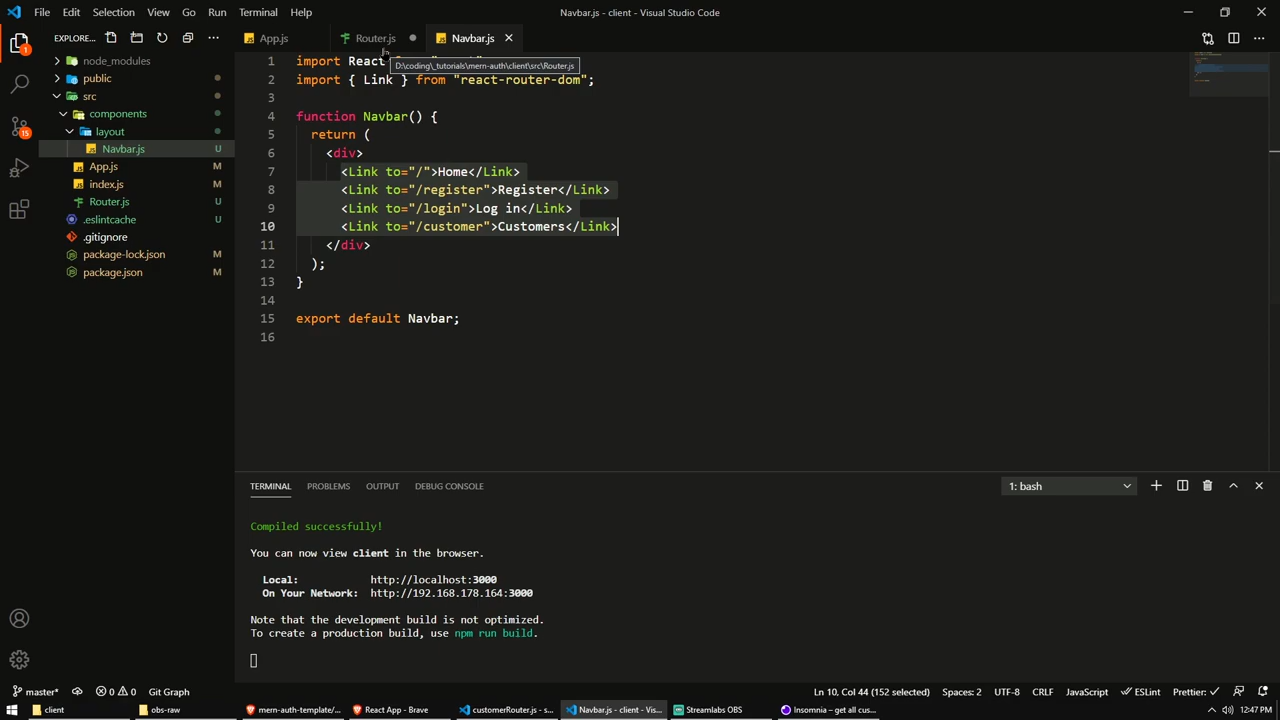 File Edit Selection View Go Run Terminal Help
Navbar.js - client - Visual Studio Code
EXPLORE...
App.js
Router.js
Navbar.js
D:\coding\_tutorials\mern-auth\client\src\Router.js
1
15
node_modules
public
src
components
layout
Navbar.js U
App.js M
index.js M
Router.js U
.eslintcache U
.gitignore
package-lock.json M
package.json M
1 import React
2 import { Link } from "react-router-dom";
3
4 function Navbar() {
5 return (
6 <div>
7 <Link to="/">Home</Link>
8 <Link to="/register">Register</Link>
9 <Link to="/login">Log in</Link>
10 <Link to="/customer">Customers</Link>
11 </div>
12 );
13 }
14
15 export default Navbar;
16
TERMINAL PROBLEMS OUTPUT DEBUG CONSOLE
1: bash
Compiled successfully!
You can now view client in the browser.
Local: http://localhost:3000
On Your Network: http://192.168.178.164:3000
Note that the development build is not optimized.
To create a production build, use npm run build.
master* 0 0 Git Graph
Ln 10, Col 44 (152 selected) Spaces: 2 UTF-8 CRLF JavaScript ESLint Prettier:
client
obs-raw
mern-auth-template/...
React App - Brave
customerRouter.js - s...
Navbar.js - client - Vis...
Streamlabs OBS
Insomnia – get all cus...
12:47 PM